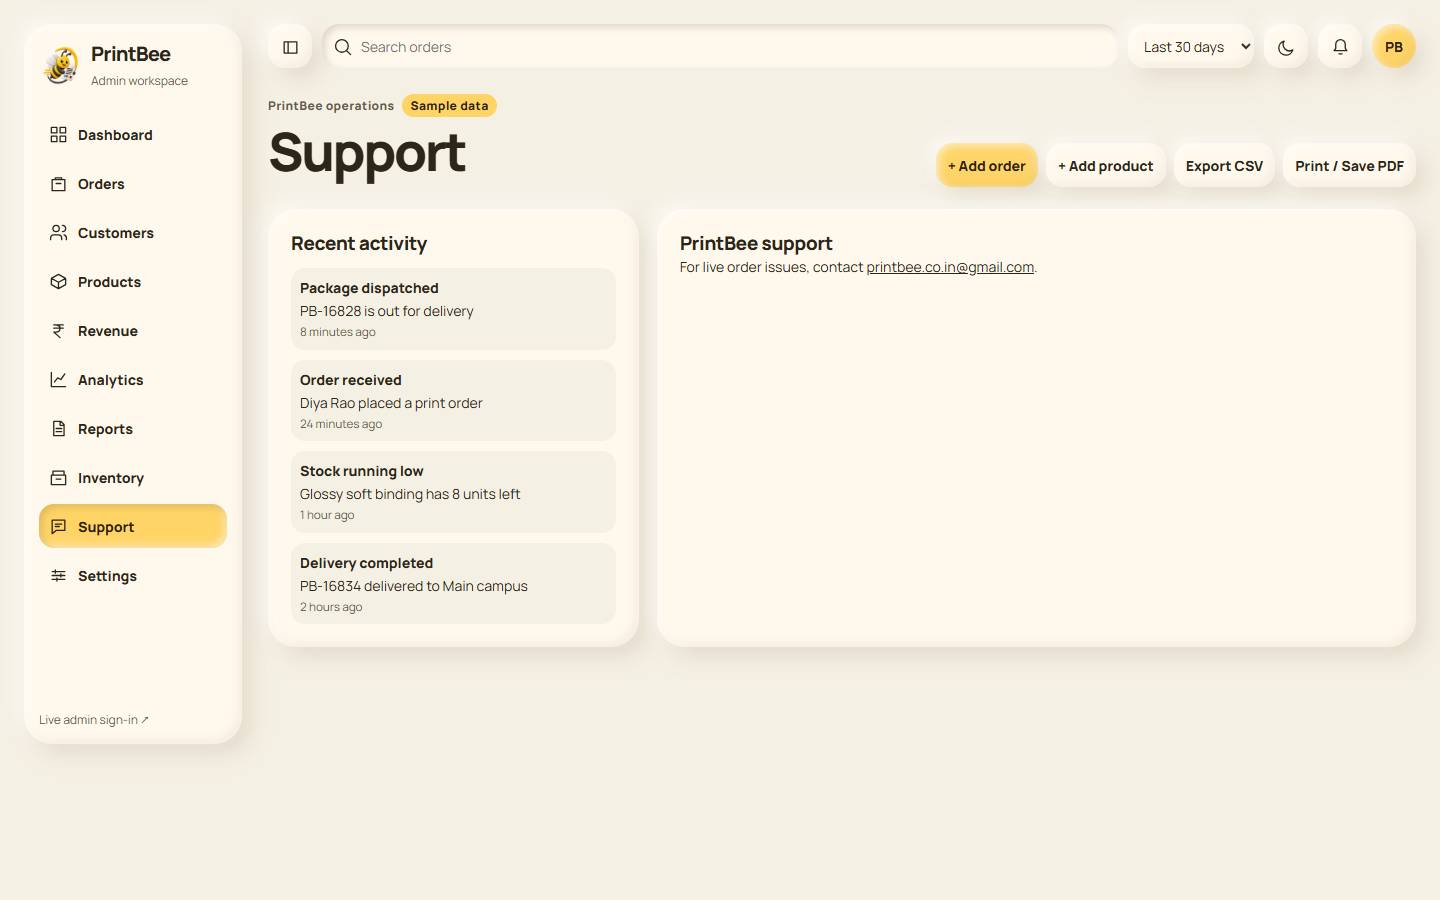 PrintBee
Admin workspace
Dashboard
Orders
Customers
Products
Revenue
Analytics
Reports
Inventory
Support
Settings
Live admin sign-in ↗
Search orders
Last 30 days
PB
PrintBee operations
Sample data
Support
+ Add order
+ Add product
Export CSV
Print / Save PDF
Recent activity
Package dispatched
PB-16828 is out for delivery
8 minutes ago
Order received
Diya Rao placed a print order
24 minutes ago
Stock running low
Glossy soft binding has 8 units left
1 hour ago
Delivery completed
PB-16834 delivered to Main campus
2 hours ago
PrintBee support
For live order issues, contact printbee.co.in@gmail.com.